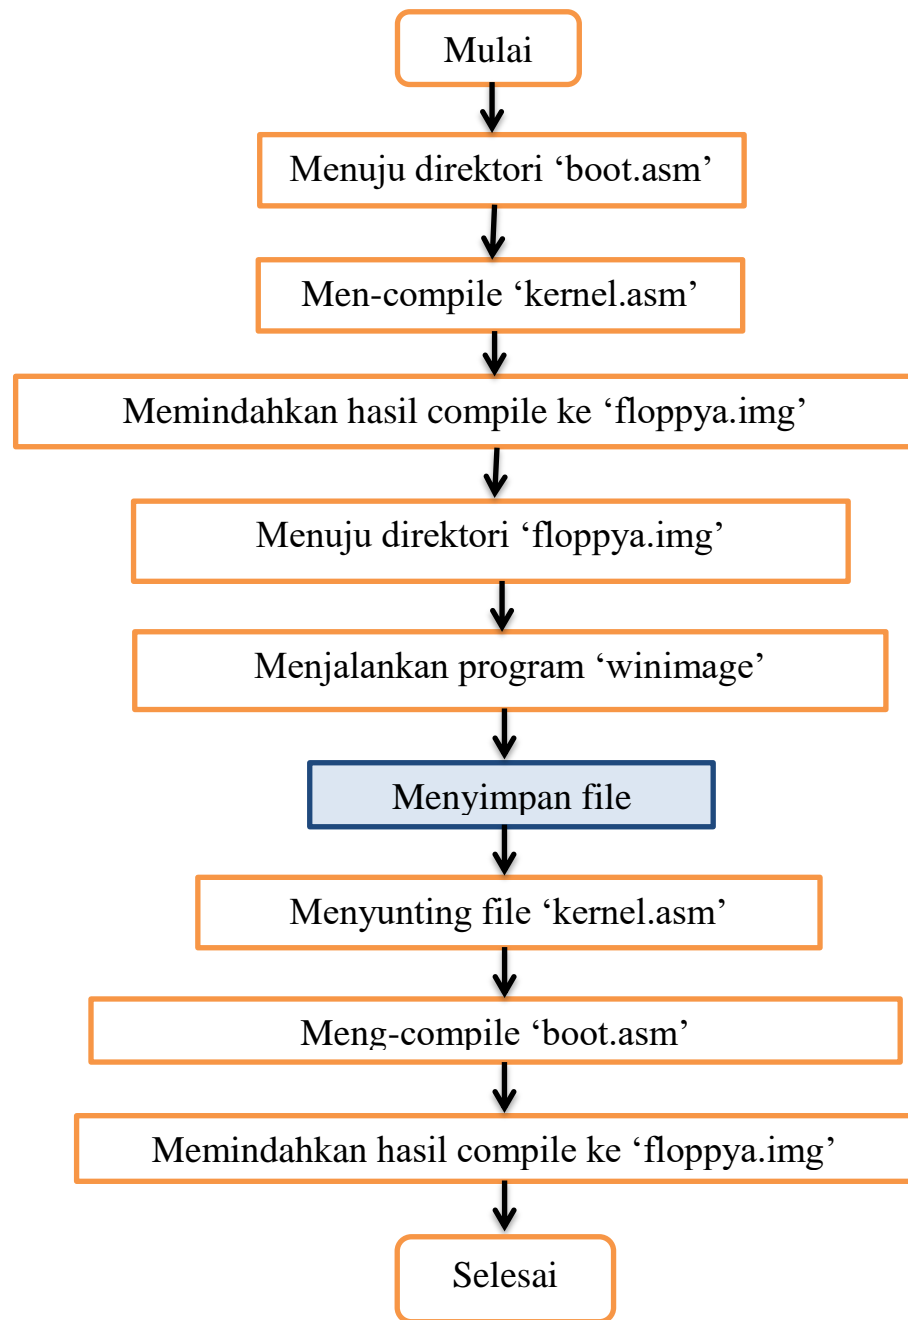 Mulai
Menuju direktori ‘boot.asm’
Men-compile ‘kernel.asm’
Memindahkan hasil compile ke ‘floppya.img’
Menuju direktori ‘floppya.img’
Menjalankan program ‘winimage’
Menyimpan file
Menyunting file ‘kernel.asm’
Meng-compile ‘boot.asm’
Memindahkan hasil compile ke ‘floppya.img’
Selesai